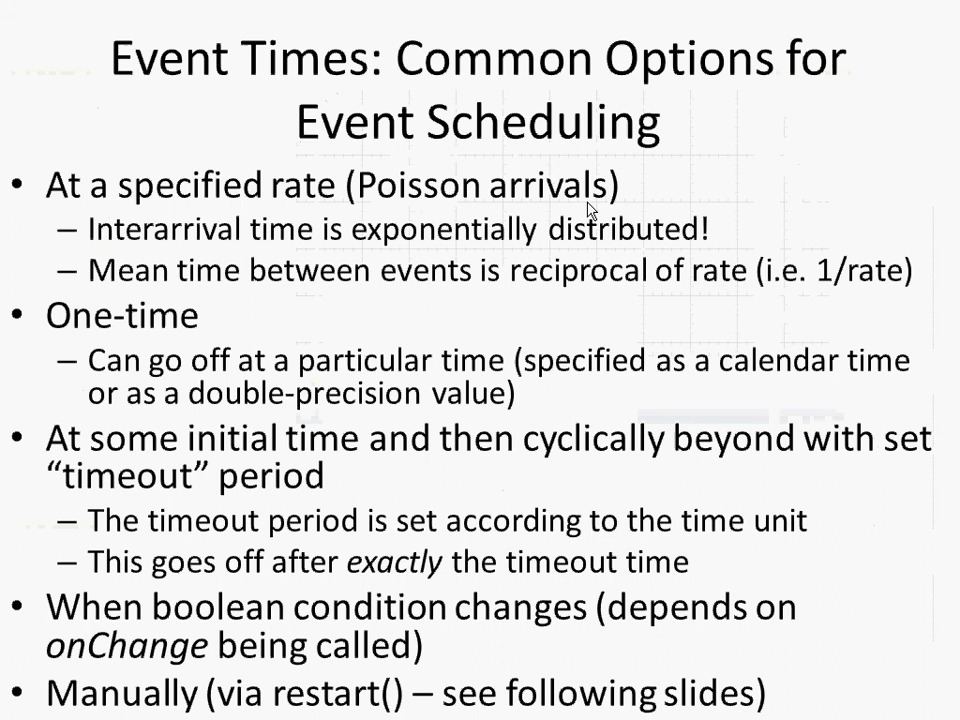 Event Times: Common Options for
Event Scheduling
• At a specified rate (Poisson arrivals)
– Interarrival time is exponentially distributed!
– Mean time between events is reciprocal of rate (i.e. 1/rate)
• One-time
– Can go off at a particular time (specified as a calendar time
or as a double-precision value)
• At some initial time and then cyclically beyond with set
“timeout” period
– The timeout period is set according to the time unit
– This goes off after exactly the timeout time
• When boolean condition changes (depends on
onChange being called)
• Manually (via restart() – see following slides)